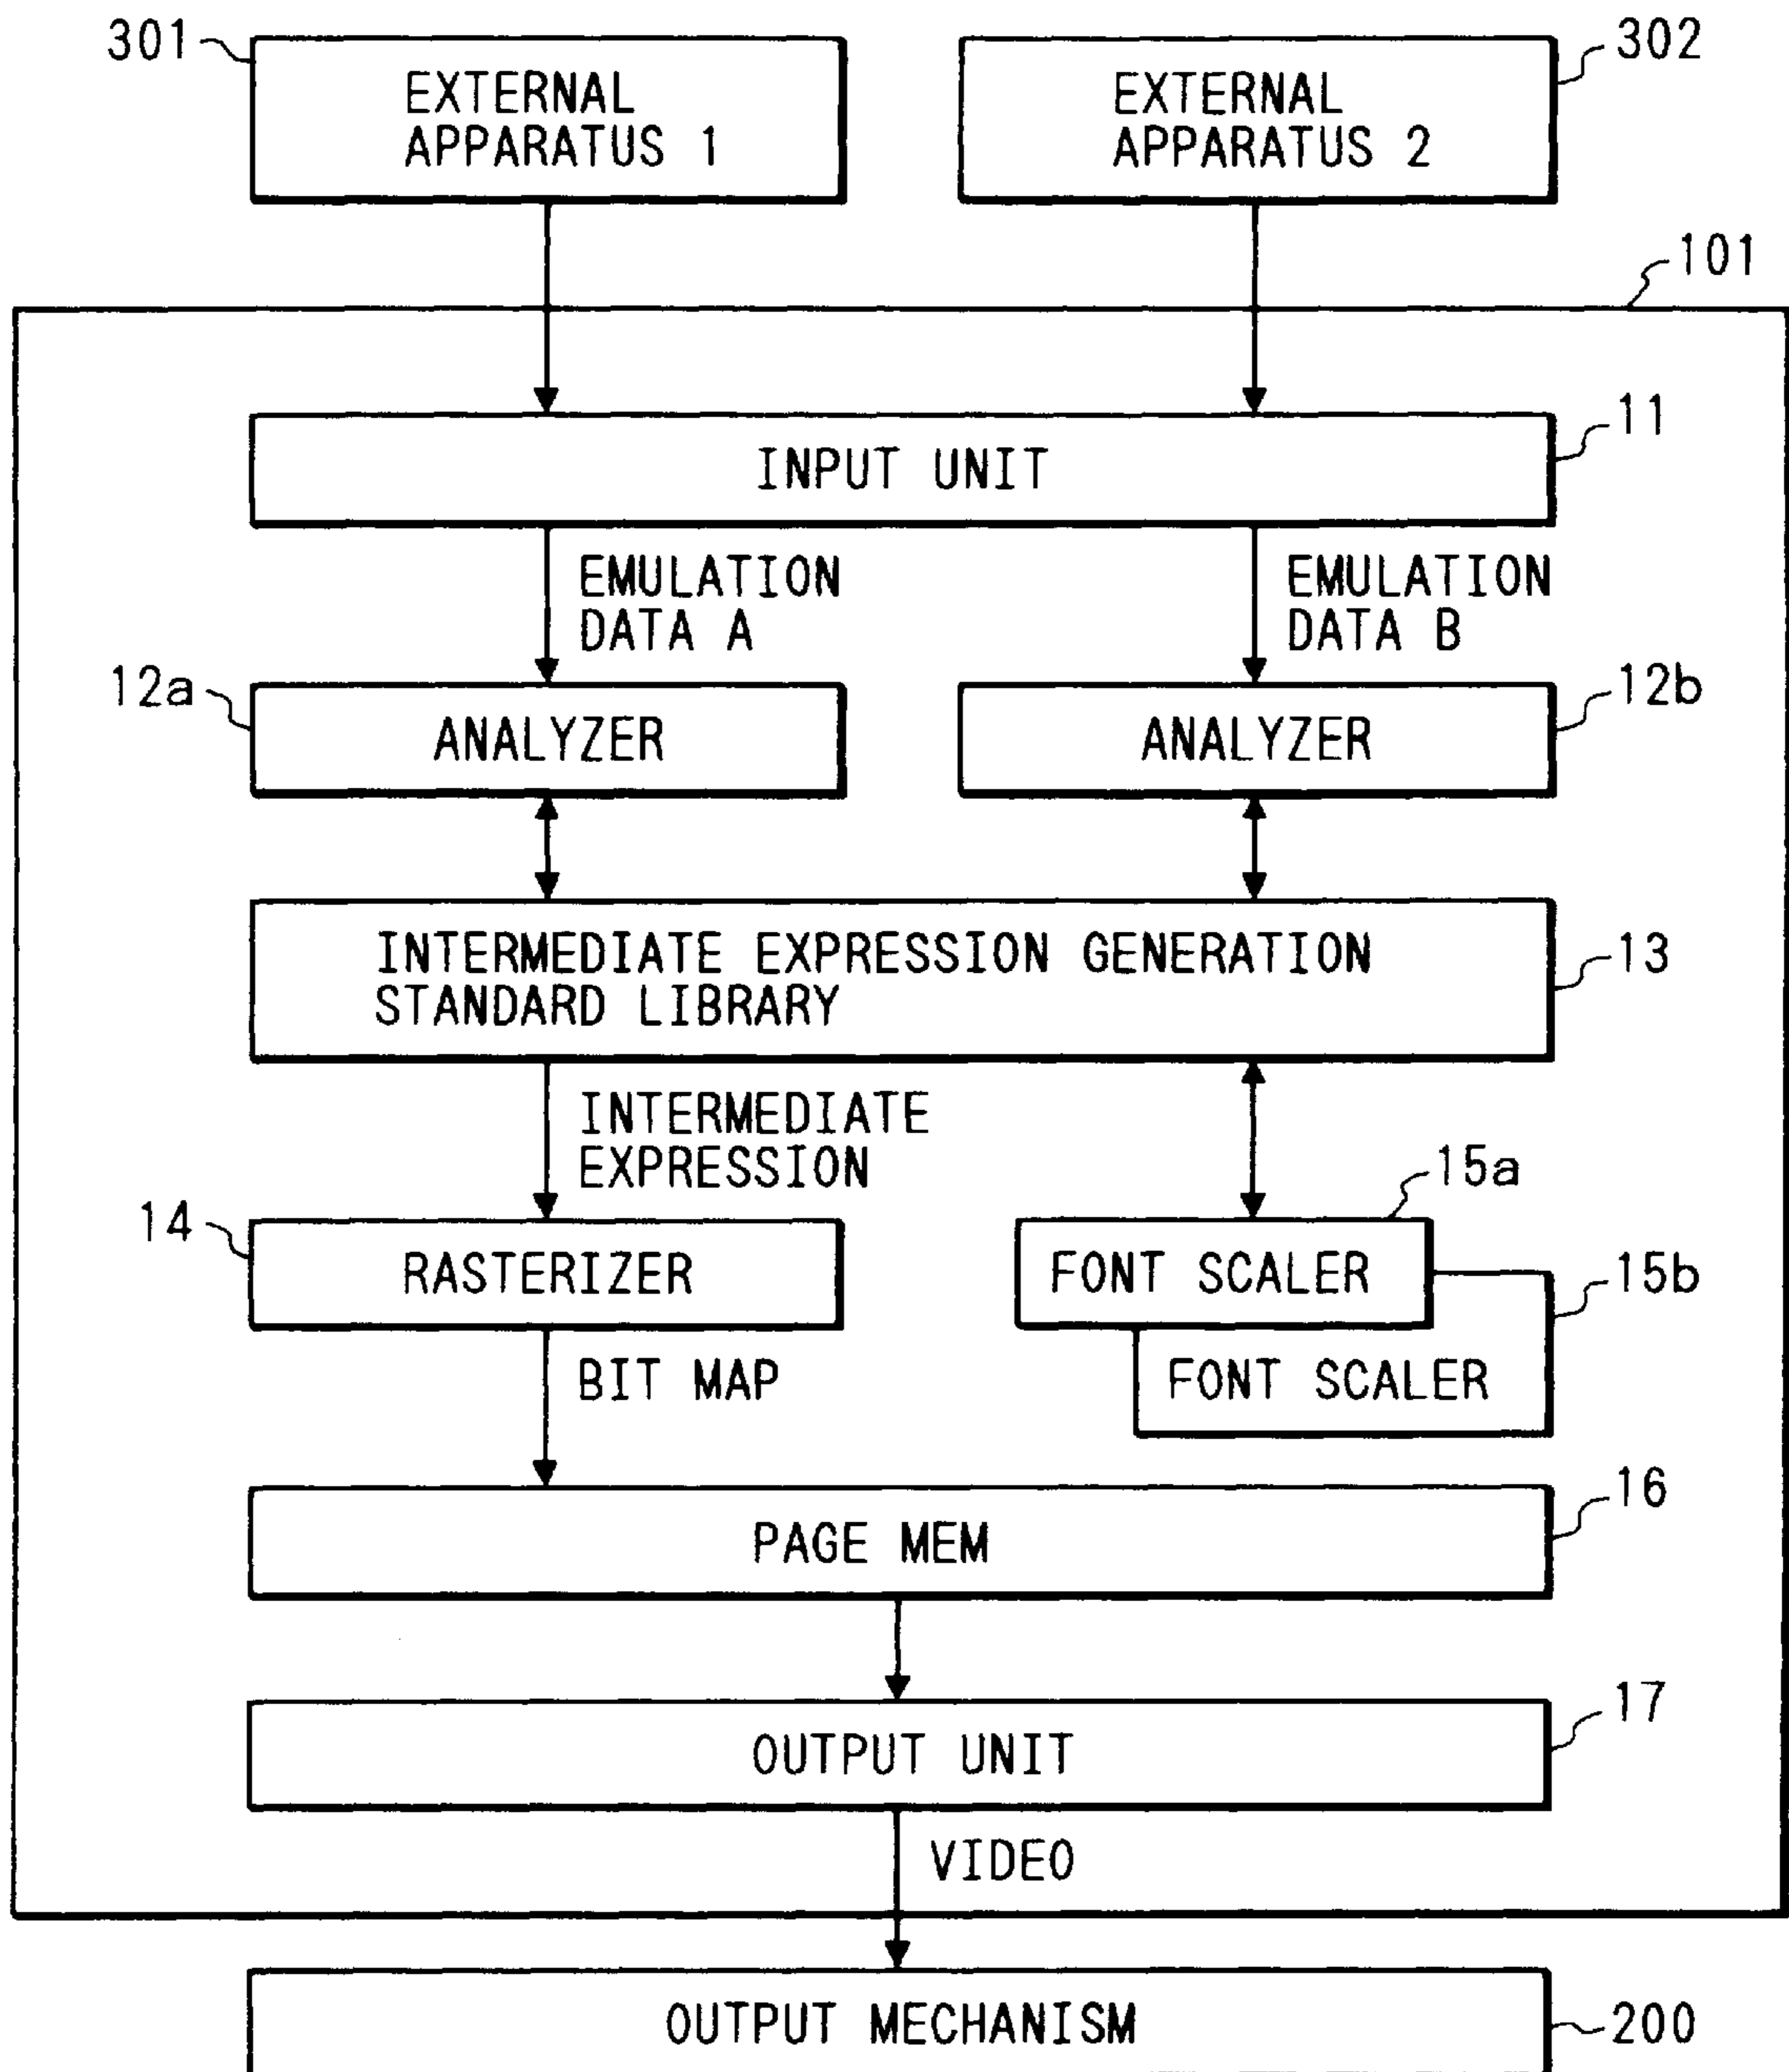 301
302
EXTERNAL
APPARATUS 1
EXTERNAL
APPARATUS 2
101
11
INPUT UNIT
EMULATION
DATA A
EMULATION
DATA B
12a
12b
ANALYZER
ANALYZER
INTERMEDIATE EXPRESSION GENERATION
STANDARD LIBRARY
13
INTERMEDIATE
EXPRESSION
15a
14
RASTERIZER
FONT SCALER
15b
BIT MAP
FONT SCALER
16
PAGE MEM
17
OUTPUT UNIT
VIDEO
OUTPUT MECHANISM
200